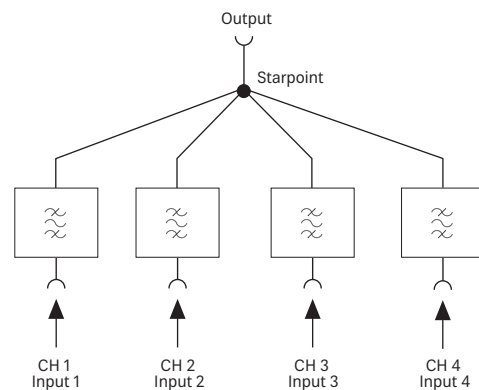 Output
Starpoint
CH 1
Input 1
CH 2
Input 2
CH 3
Input 3
CH 4
Input 4